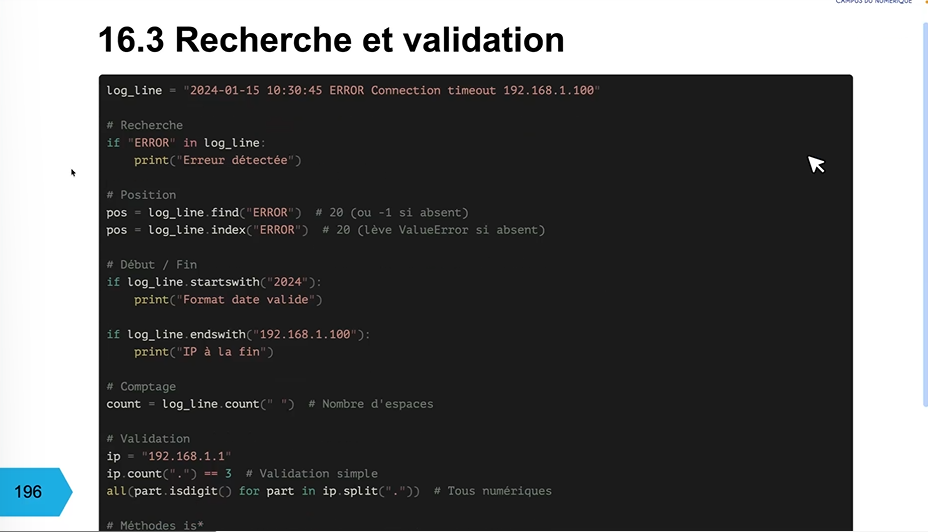 CAMPUS DU NUMÉRIQUE
16.3 Recherche et validation
log_line = "2024-01-15 10:30:45 ERROR Connection timeout 192.168.1.100"
# Recherche
if "ERROR" in log_line:
    print("Erreur détectée")
# Position
pos = log_line.find("ERROR")  # 20 (ou -1 si absent)
pos = log_line.index("ERROR")  # 20 (lève ValueError si absent)
# Début / Fin
if log_line.startswith("2024"):
    print("Format date valide")
if log_line.endswith("192.168.1.100"):
    print("IP à la fin")
# Comptage
count = log_line.count(" ")  # Nombre d'espaces
# Validation
ip = "192.168.1.1"
ip.count(".") == 3  # Validation simple
all(part.isdigit() for part in ip.split("."))  # Tous numériques
# Méthodes is*
196